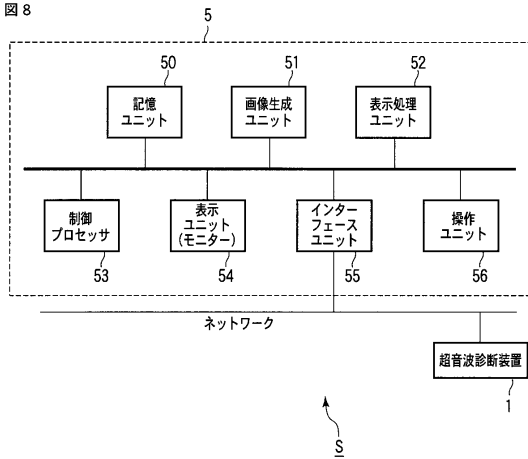 図8
5
50
51
52
記憶
ユニット
画像生成
ユニット
表示処理
ユニット
制御
プロセッサ
表示
ユニット
(モニター)
インター
フェース
ユニット
操作
ユニット
53
54
55
56
ネットワーク
超音波診断装置
1
S